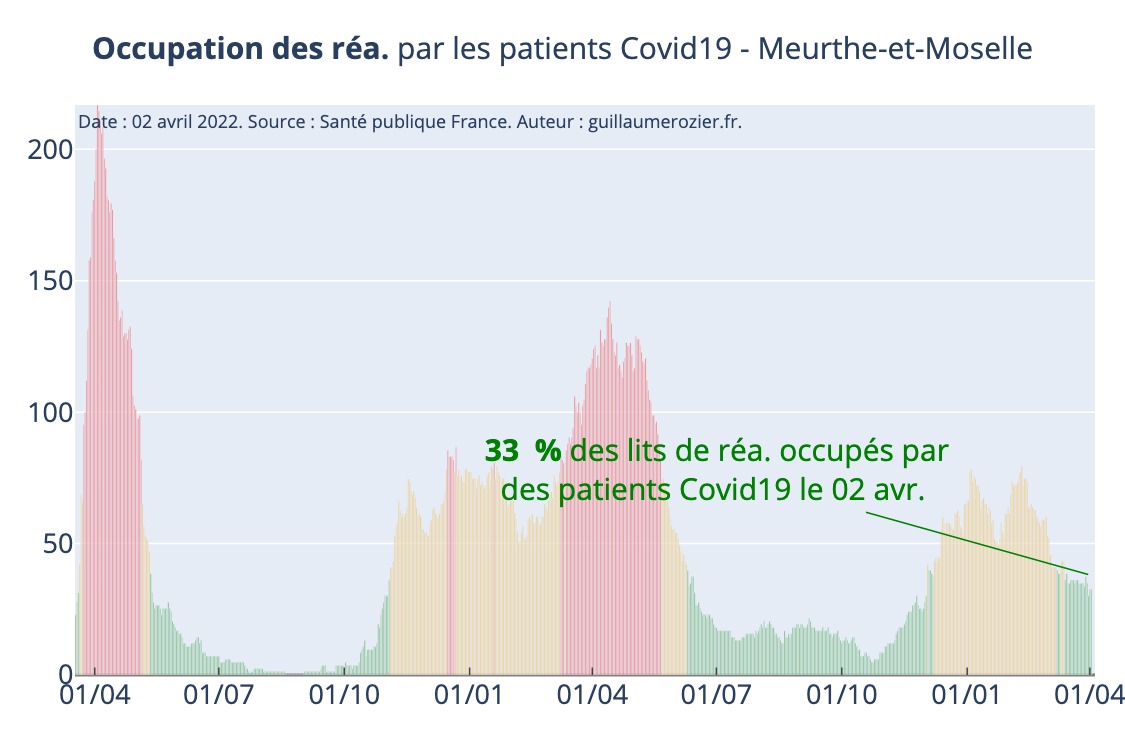 Occupation des réa. par les patients Covid19 - Meurthe-et-Moselle
Date : 02 avril 2022. Source : Santé publique France. Auteur : guillaumerozier.fr.
200
150
100
33 % des lits de réa. occupés par
des patients Covid19 le 02 avr.
50
0
01/04 01/07 01/10 01/01 01/04 01/07 01/10 01/01 01/04